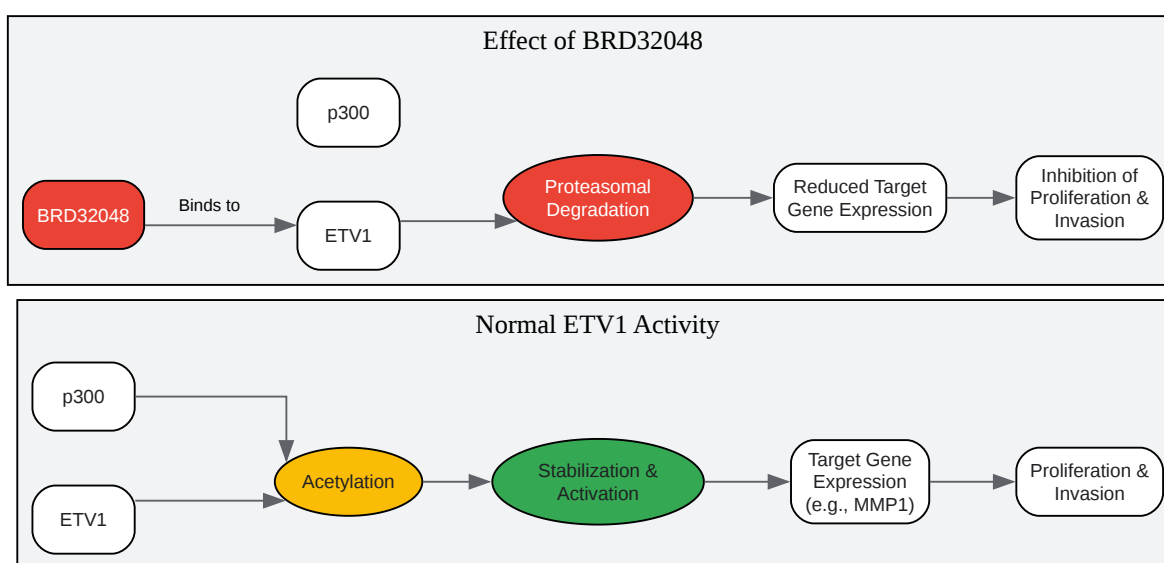 Effect of BRD32048
p300
BRD32048
Binds to
ETV1
Proteasomal
Degradation
Reduced Target
Gene Expression
Inhibition of
Proliferation &
Invasion
Normal ETV1 Activity
p300
ETV1
Acetylation
Stabilization &
Activation
Target Gene
Expression
(e.g., MMP1)
Proliferation &
Invasion